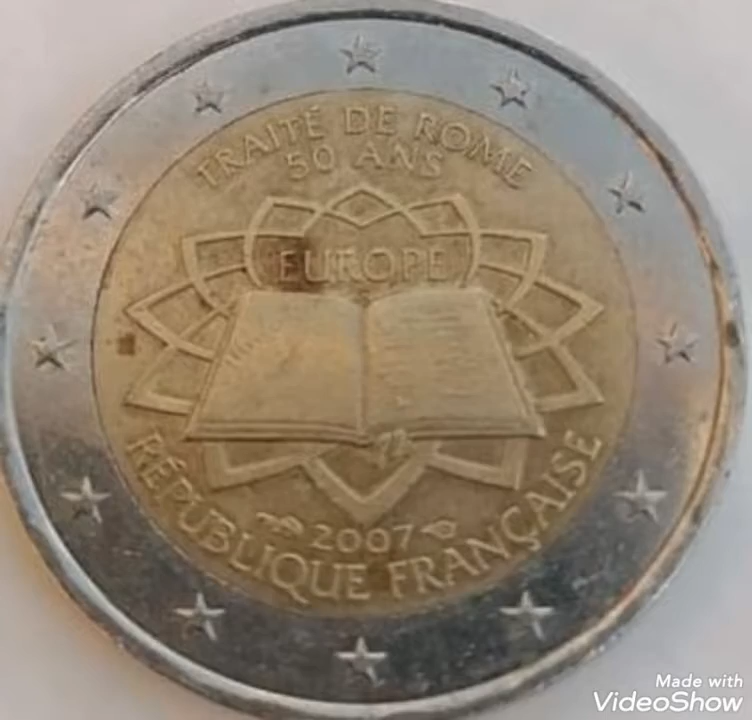 TRAITÉ DE ROME
50 ANS
EUROPE
2007
RÉPUBLIQUE FRANÇAISE
Made with
VideoShow